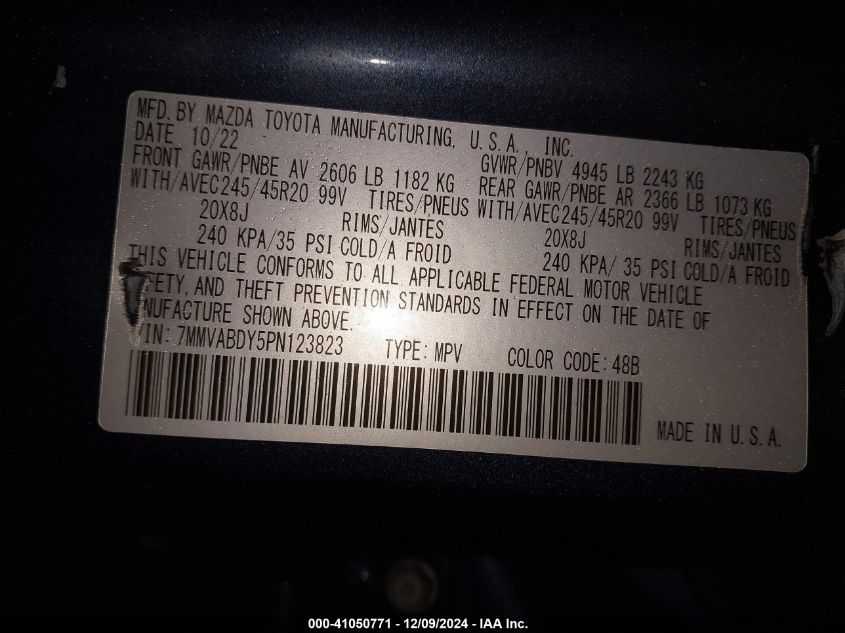 MFD. BY MAZDA TOYOTA MANUFACTURING, U.S.A., INC.
DATE 10/22 GVWR/PNBV 4945 LB 2243 KG
FRONT GAWR/PNBE AV 2606 LB 1182 KG REAR GAWR/PNBE AR 2366 LB 1073 KG
WITH/AVEC 245/45R20 99V TIRES/PNEUS WITH/AVEC 245/45R20 99V TIRES/PNEUS
20X8J RIMS/JANTES 20X8J RIMS/JANTES
240 KPA/35 PSI COLD/A FROID 240 KPA/ 35 PSI COLD/A FROID
THIS VEHICLE CONFORMS TO ALL APPLICABLE FEDERAL MOTOR VEHICLE
FETY, AND THEFT PREVENTION STANDARDS IN EFFECT ON THE DATE OF
NUFACTURE SHOWN ABOVE.
VIN: 7MMVABDY5PN123823 TYPE: MPV COLOR CODE: 48B
MADE IN U.S.A.
000-41050771 - 12/09/2024 - IAA Inc.